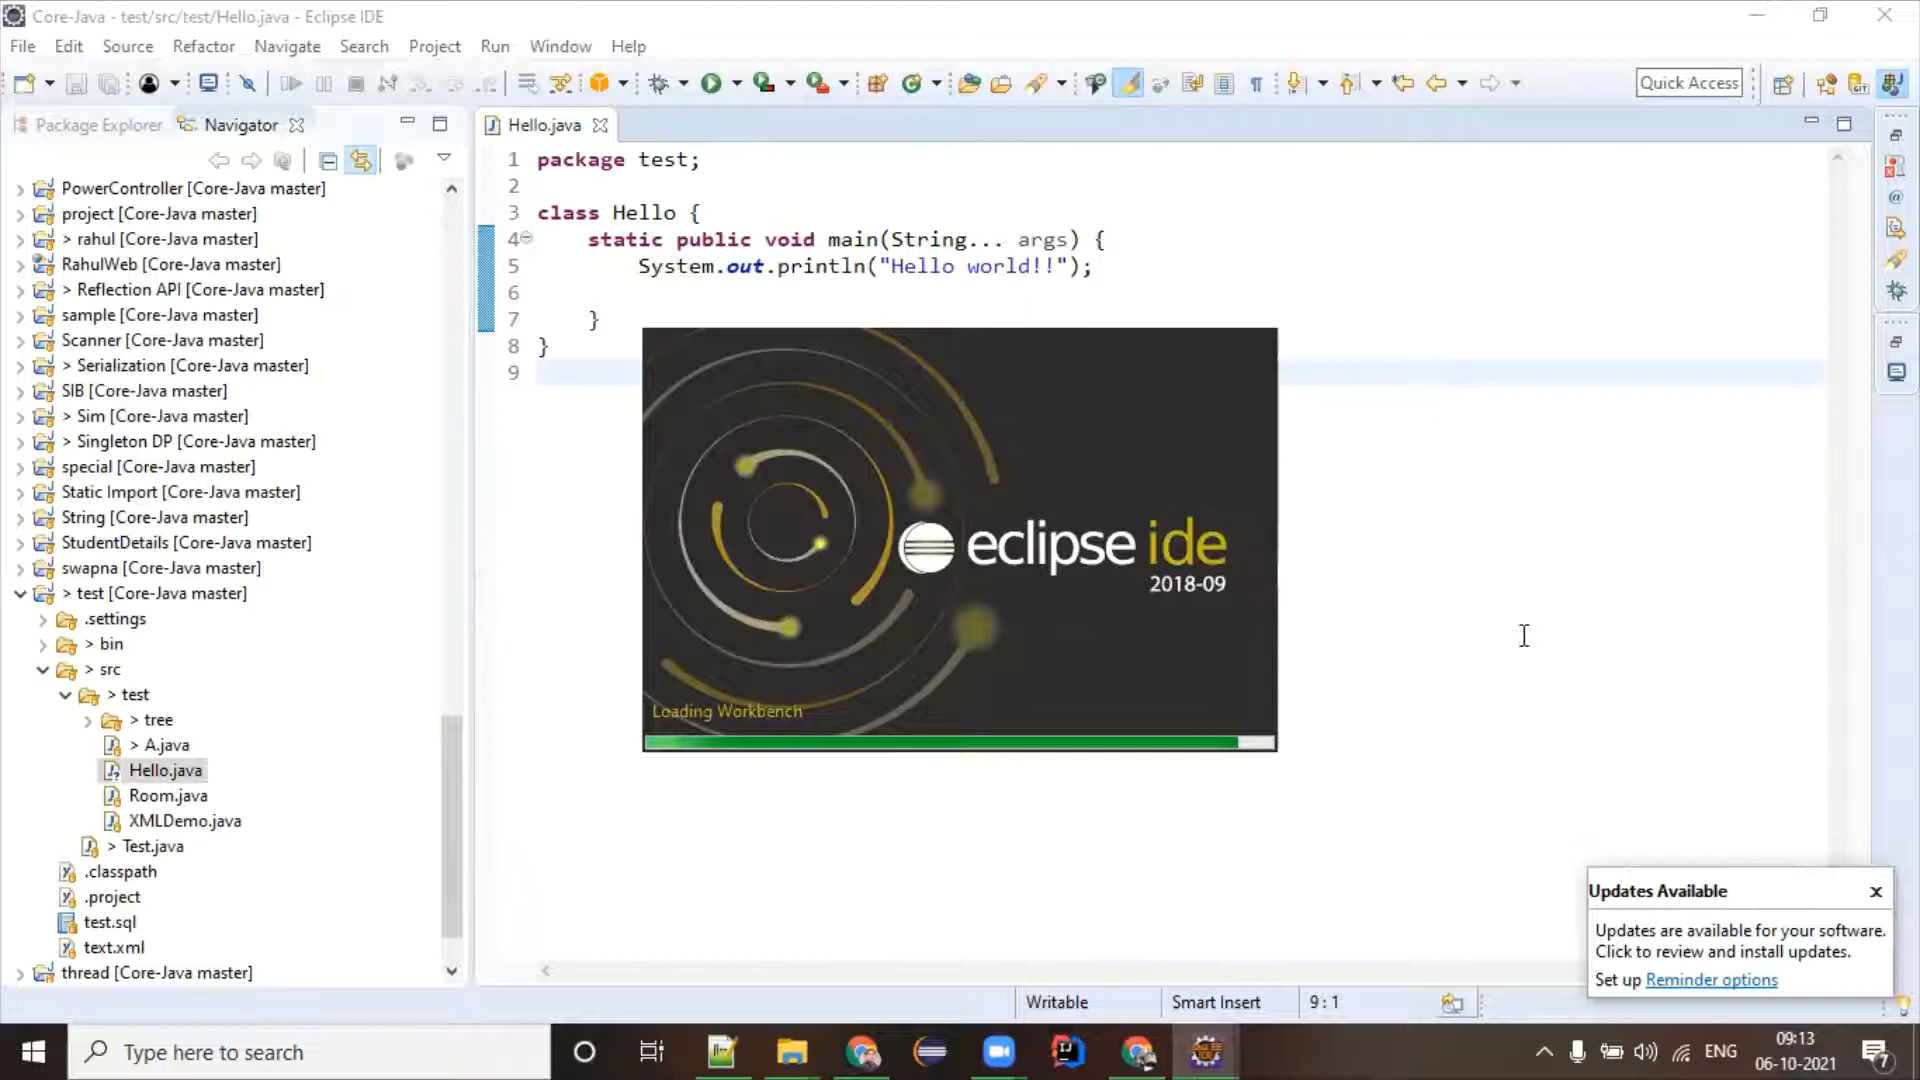 Core-Java - test/src/test/Hello.java - Eclipse IDE
File Edit Source Refactor Navigate Search Project Run Window Help
Quick Access
Package Explorer Navigator
Hello.java
PowerController [Core-Java master]
project [Core-Java master]
> rahul [Core-Java master]
RahulWeb [Core-Java master]
> Reflection API [Core-Java master]
sample [Core-Java master]
Scanner [Core-Java master]
> Serialization [Core-Java master]
SIB [Core-Java master]
> Sim [Core-Java master]
> Singleton DP [Core-Java master]
special [Core-Java master]
Static Import [Core-Java master]
String [Core-Java master]
StudentDetails [Core-Java master]
swapna [Core-Java master]
> test [Core-Java master]
.settings
> bin
> src
> test
> tree
> A.java
Hello.java
Room.java
XMLDemo.java
> Test.java
.classpath
.project
test.sql
text.xml
thread [Core-Java master]
1 package test;
2
3 class Hello {
4 static public void main(String... args) {
5 System.out.println("Hello world!!");
6
7 }
8 }
9
eclipse ide
2018-09
Loading Workbench
Updates Available
Updates are available for your software.
Click to review and install updates.
Set up Reminder options
Writable Smart Insert 9 : 1
Type here to search
ENG
09:13
06-10-2021
7